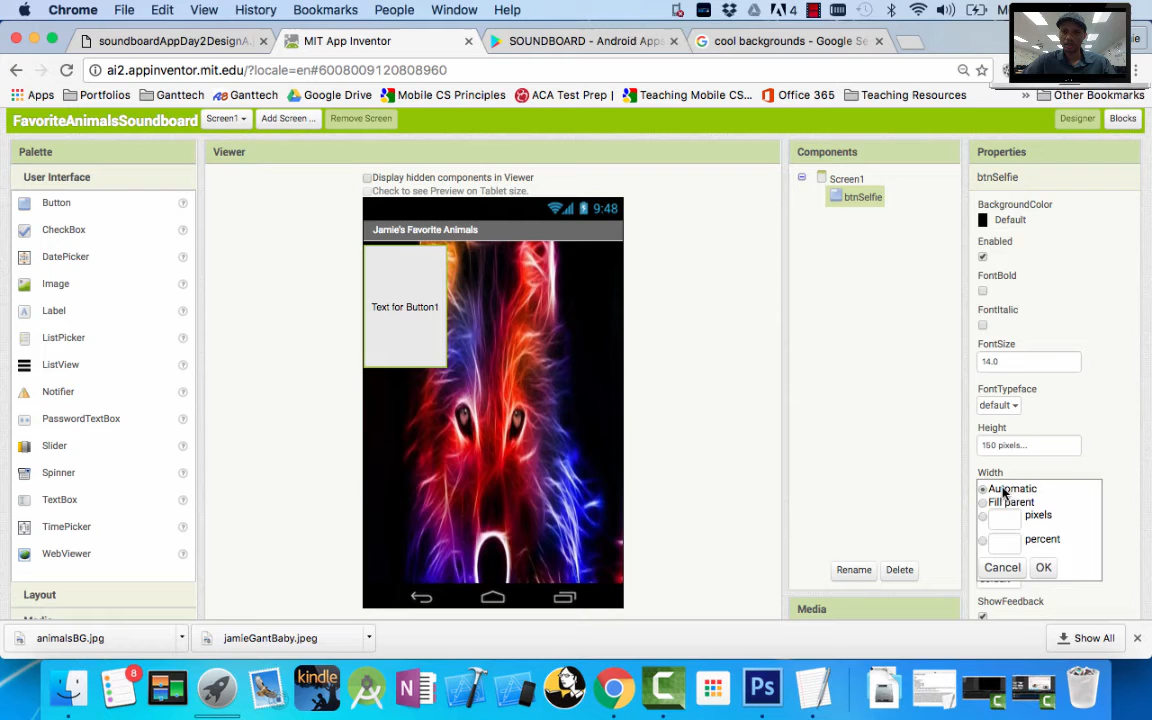 Chrome File Edit View History Bookmarks People Window Help 4
soundboardAppDay2DesignA... MIT App Inventor SOUNDBOARD - Android Apps cool backgrounds - Google Se
ai2.appinventor.mit.edu/?locale=en#6008009120808960
Apps Portfolios Ganttech Ganttech Google Drive Mobile CS Principles ACA Test Prep | Teaching Mobile CS... Office 365 Teaching Resources » Other Bookmarks
FavoriteAnimalsSoundboard Screen1 Add Screen ... Remove Screen Designer Blocks
Palette Viewer Components Properties
User Interface
Button
CheckBox
DatePicker
Image
Label
ListPicker
ListView
Notifier
PasswordTextBox
Slider
Spinner
TextBox
TimePicker
WebViewer
Layout
Display hidden components in Viewer
Check to see Preview on Tablet size.
9:48
Jamie's Favorite Animals
Text for Button1
Screen1
btnSelfie
Rename Delete
Media
btnSelfie
BackgroundColor
Default
Enabled
FontBold
FontItalic
FontSize
14.0
FontTypeface
default
Height
150 pixels...
Width
Automatic
Fill parent
pixels
percent
Cancel OK
ShowFeedback
animalsBG.jpg jamieGantBaby.jpeg Show All
8 kindle N Ps